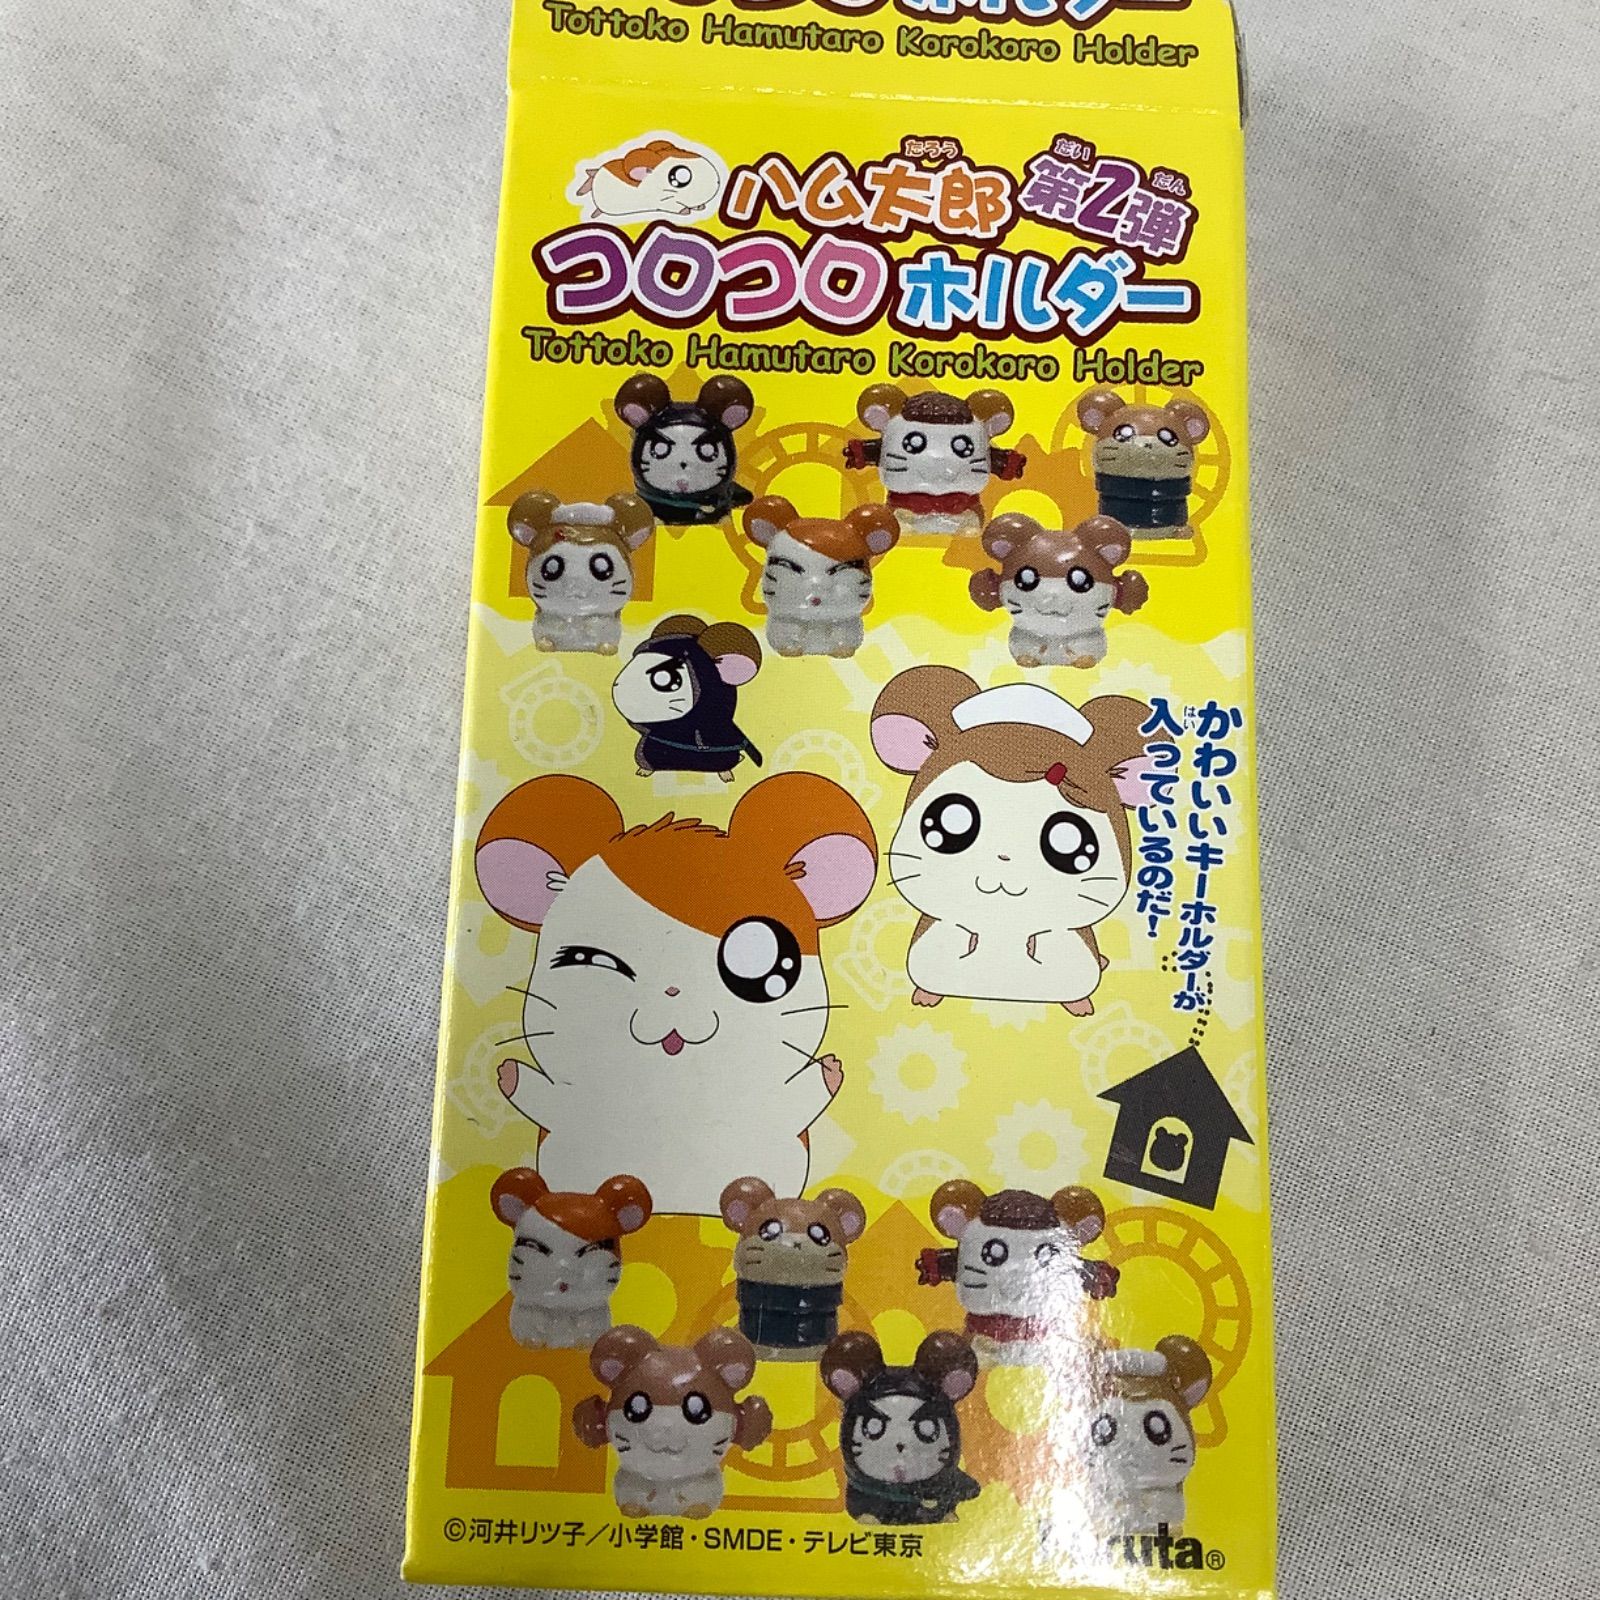 Tottoko Hamutaro Korokoro Holder
たろう だい だん
ハム太郎 第2弾
コロコロホルダー
Tottoko Hamutaro Korokoro Holder
かわいいキーホルダーが
はい
入っているのだ!
©河井リツ子/小学館・SMDE・テレビ東京